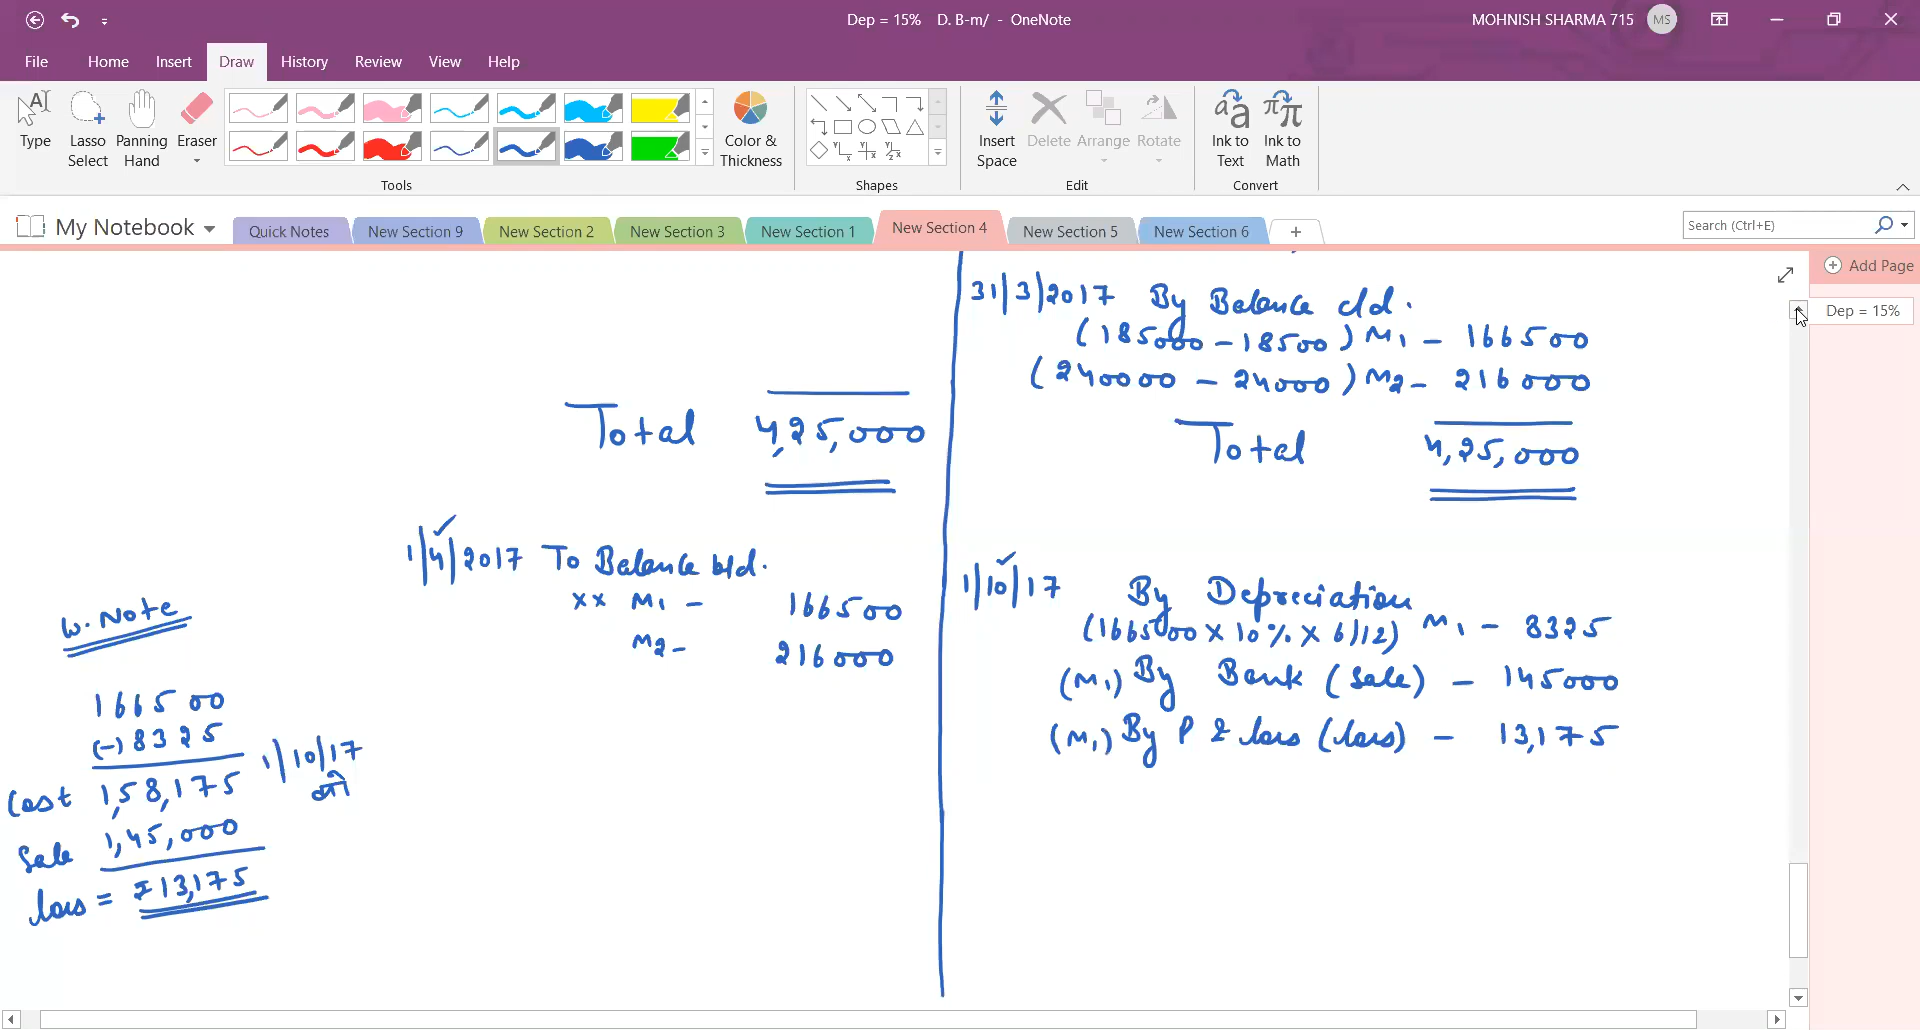 Dep = 15%   D. B-m/  -  OneNote
MOHNISH SHARMA 715
MS
File
Home
Insert
Draw
History
Review
View
Help
Type
Lasso Select
Panning Hand
Eraser
Color & Thickness
Insert Space
Delete
Arrange
Rotate
Ink to Text
Ink to Math
Tools
Shapes
Edit
Convert
My Notebook
Quick Notes
New Section 9
New Section 2
New Section 3
New Section 1
New Section 4
New Section 5
New Section 6
Search (Ctrl+E)
Add Page
Dep = 15%
Total 4,25,000
1/4/2017 To Balance b/d.
xx M1 - 166500
M2 - 216000
W. Note
166500
(-) 8325
Cost 1,58,175 1/10/17 को
Sale 1,45,000
loss = ₹13,175
31/3/2017 By Balance c/d.
(185000 - 18500) M1 - 166500
(240000 - 24000) M2 - 216000
Total 4,25,000
1/10/17 By Depreciation
(166500 X 10% X 6/12) M1 - 8325
(M1) By Bank (Sale) - 145000
(M1) By P & loss (loss) - 13,175